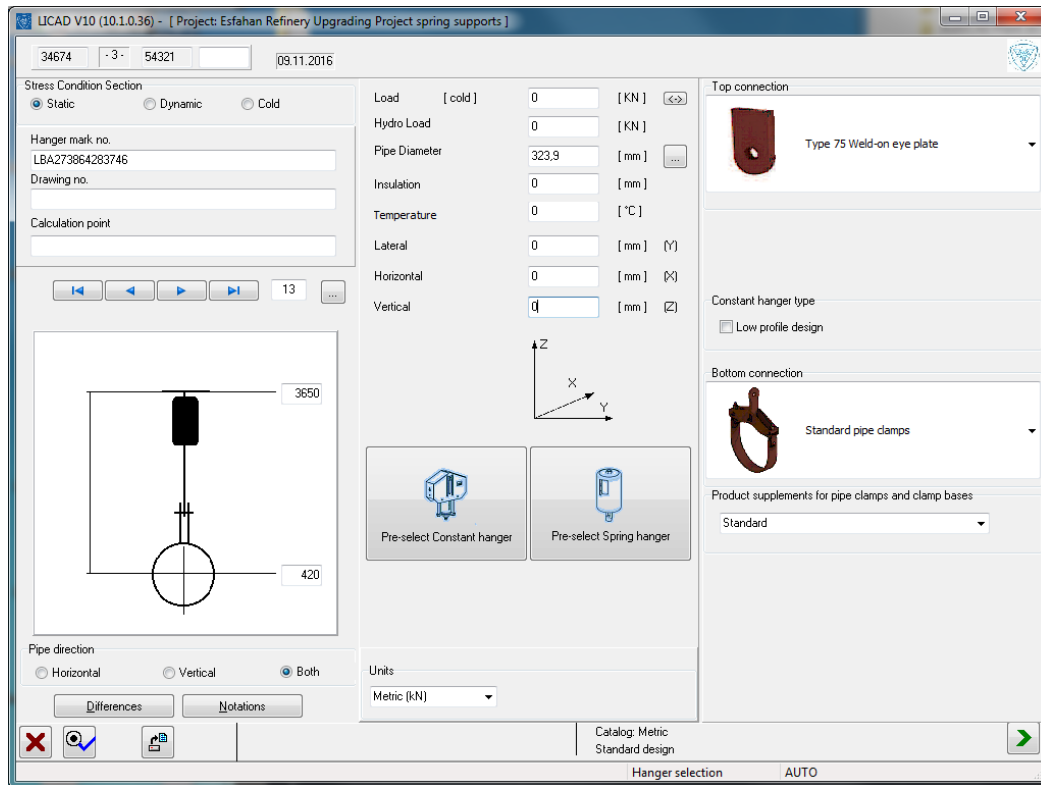 LICAD V10 (10.1.0.36) - [ Project: Esfahan Refinery Upgrading Project spring supports ]
34674 - 3 - 54321 09.11.2016
Stress Condition Section
Static Dynamic Cold
Hanger mark no.
LBA273864283746
Drawing no.
Calculation point
13 ...
3650
420
Pipe direction
Horizontal Vertical Both
Differences Notations
Load [ cold ] 0 [ KN ] <->
Hydro Load 0 [ KN ]
Pipe Diameter 323,9 [ mm ] ...
Insulation 0 [ mm ]
Temperature 0 [ °C ]
Lateral 0 [ mm ] (Y)
Horizontal 0 [ mm ] (X)
Vertical 0 [ mm ] (Z)
Z
X
Y
Pre-select Constant hanger Pre-select Spring hanger
Units
Metric (kN)
Top connection
Type 75 Weld-on eye plate
Constant hanger type
Low profile design
Bottom connection
Standard pipe clamps
Product supplements for pipe clamps and clamp bases
Standard
Catalog: Metric
Standard design
Hanger selection AUTO